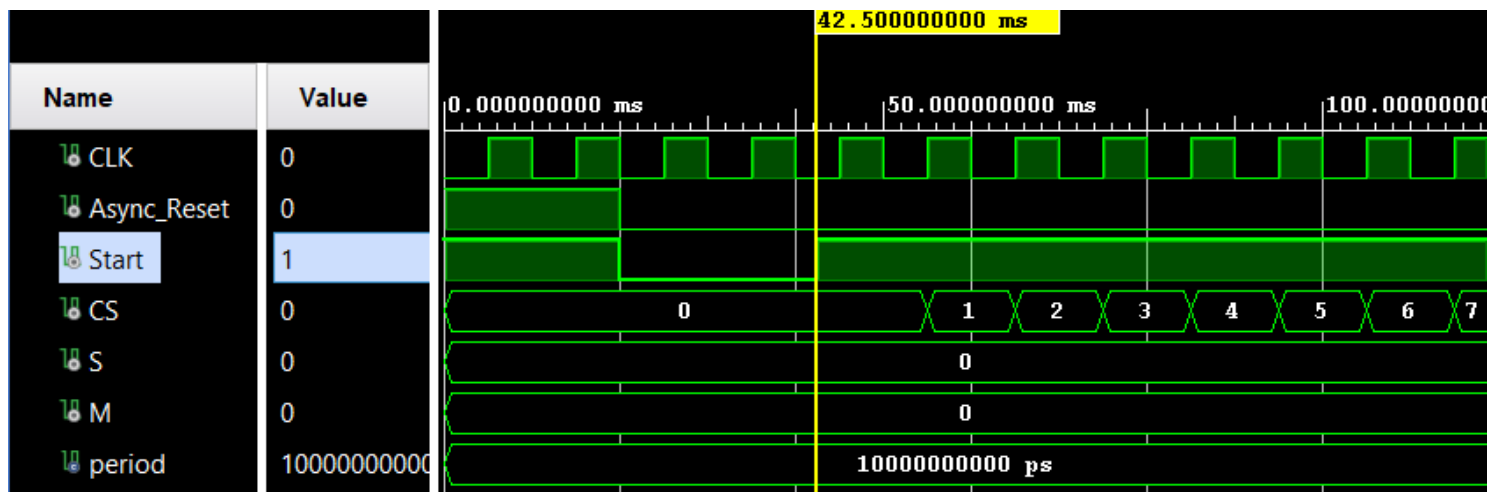 42.500000000 ms
Name Value 0.000000000 ms 50.000000000 ms 100.00000000
CLK 0
Async_Reset 0
Start 1
CS 0 0 1 2 3 4 5 6 7
S 0 0
M 0 0
period 10000000000 10000000000 ps